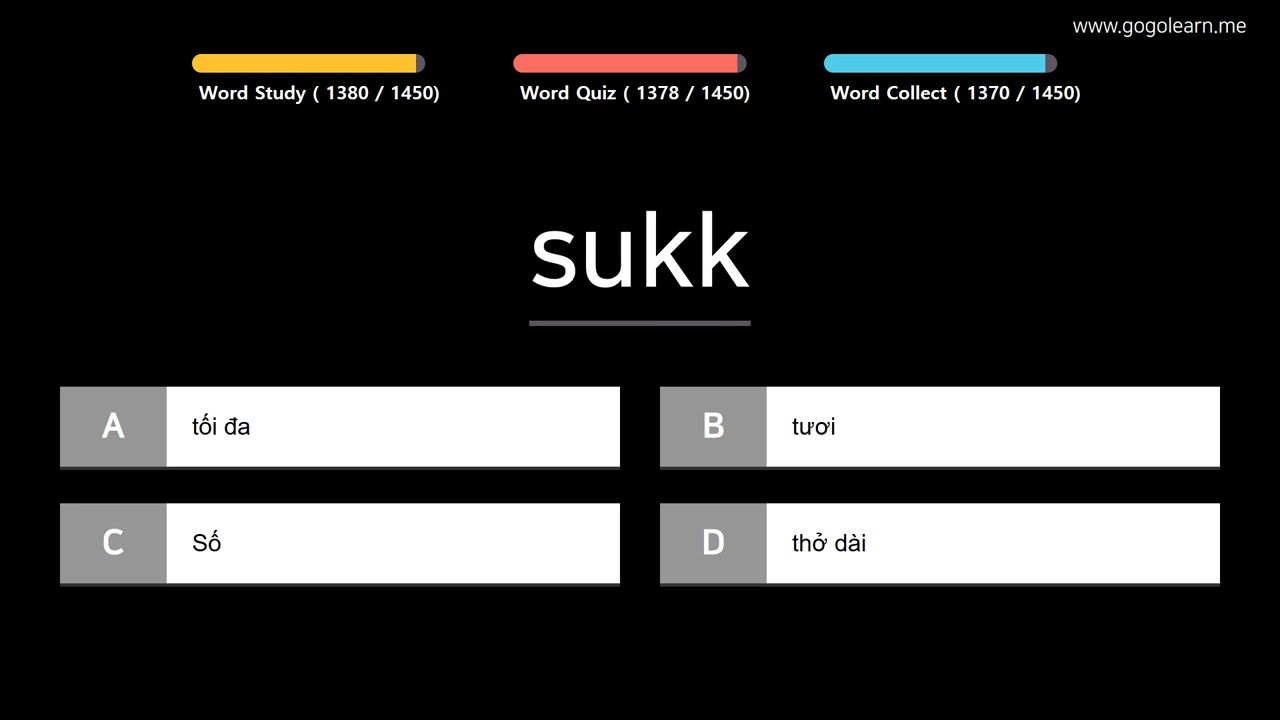 www.gogolearn.me
Word Study ( 1380 / 1450)
Word Quiz ( 1378 / 1450)
Word Collect ( 1370 / 1450)
sukk
A
tối đa
B
tươi
C
Số
D
thở dài